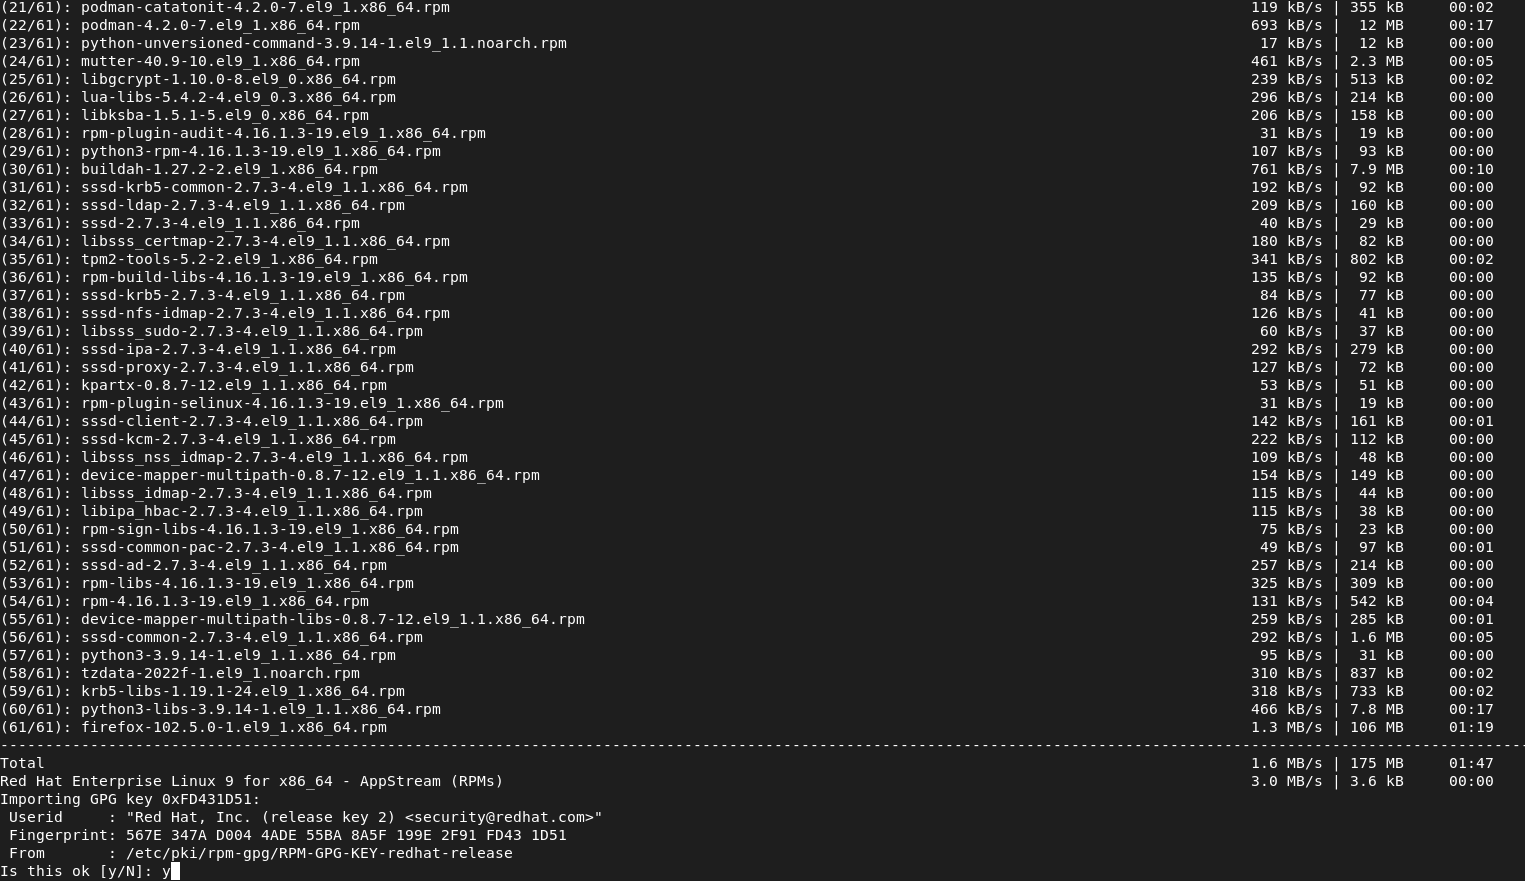 (21/61): podman-catatonit-4.2.0-7.el9_1.x86_64.rpm 119 kB/s | 355 kB 00:02
(22/61): podman-4.2.0-7.el9_1.x86_64.rpm 693 kB/s | 12 MB 00:17
(23/61): python-unversioned-command-3.9.14-1.el9_1.1.noarch.rpm 17 kB/s | 12 kB 00:00
(24/61): mutter-40.9-10.el9_1.x86_64.rpm 461 kB/s | 2.3 MB 00:05
(25/61): libgcrypt-1.10.0-8.el9_0.x86_64.rpm 239 kB/s | 513 kB 00:02
(26/61): lua-libs-5.4.2-4.el9_0.3.x86_64.rpm 296 kB/s | 214 kB 00:00
(27/61): libksba-1.5.1-5.el9_0.x86_64.rpm 206 kB/s | 158 kB 00:00
(28/61): rpm-plugin-audit-4.16.1.3-19.el9_1.x86_64.rpm 31 kB/s | 19 kB 00:00
(29/61): python3-rpm-4.16.1.3-19.el9_1.x86_64.rpm 107 kB/s | 93 kB 00:00
(30/61): buildah-1.27.2-2.el9_1.x86_64.rpm 761 kB/s | 7.9 MB 00:10
(31/61): sssd-krb5-common-2.7.3-4.el9_1.1.x86_64.rpm 192 kB/s | 92 kB 00:00
(32/61): sssd-ldap-2.7.3-4.el9_1.1.x86_64.rpm 209 kB/s | 160 kB 00:00
(33/61): sssd-2.7.3-4.el9_1.1.x86_64.rpm 40 kB/s | 29 kB 00:00
(34/61): libsss_certmap-2.7.3-4.el9_1.1.x86_64.rpm 180 kB/s | 82 kB 00:00
(35/61): tpm2-tools-5.2-2.el9_1.x86_64.rpm 341 kB/s | 802 kB 00:02
(36/61): rpm-build-libs-4.16.1.3-19.el9_1.x86_64.rpm 135 kB/s | 92 kB 00:00
(37/61): sssd-krb5-2.7.3-4.el9_1.1.x86_64.rpm 84 kB/s | 77 kB 00:00
(38/61): sssd-nfs-idmap-2.7.3-4.el9_1.1.x86_64.rpm 126 kB/s | 41 kB 00:00
(39/61): libsss_sudo-2.7.3-4.el9_1.1.x86_64.rpm 60 kB/s | 37 kB 00:00
(40/61): sssd-ipa-2.7.3-4.el9_1.1.x86_64.rpm 292 kB/s | 279 kB 00:00
(41/61): sssd-proxy-2.7.3-4.el9_1.1.x86_64.rpm 127 kB/s | 72 kB 00:00
(42/61): kpartx-0.8.7-12.el9_1.1.x86_64.rpm 53 kB/s | 51 kB 00:00
(43/61): rpm-plugin-selinux-4.16.1.3-19.el9_1.x86_64.rpm 31 kB/s | 19 kB 00:00
(44/61): sssd-client-2.7.3-4.el9_1.1.x86_64.rpm 142 kB/s | 161 kB 00:01
(45/61): sssd-kcm-2.7.3-4.el9_1.1.x86_64.rpm 222 kB/s | 112 kB 00:00
(46/61): libsss_nss_idmap-2.7.3-4.el9_1.1.x86_64.rpm 109 kB/s | 48 kB 00:00
(47/61): device-mapper-multipath-0.8.7-12.el9_1.1.x86_64.rpm 154 kB/s | 149 kB 00:00
(48/61): libsss_idmap-2.7.3-4.el9_1.1.x86_64.rpm 115 kB/s | 44 kB 00:00
(49/61): libipa_hbac-2.7.3-4.el9_1.1.x86_64.rpm 115 kB/s | 38 kB 00:00
(50/61): rpm-sign-libs-4.16.1.3-19.el9_1.x86_64.rpm 75 kB/s | 23 kB 00:00
(51/61): sssd-common-pac-2.7.3-4.el9_1.1.x86_64.rpm 49 kB/s | 97 kB 00:01
(52/61): sssd-ad-2.7.3-4.el9_1.1.x86_64.rpm 257 kB/s | 214 kB 00:00
(53/61): rpm-libs-4.16.1.3-19.el9_1.x86_64.rpm 325 kB/s | 309 kB 00:00
(54/61): rpm-4.16.1.3-19.el9_1.x86_64.rpm 131 kB/s | 542 kB 00:04
(55/61): device-mapper-multipath-libs-0.8.7-12.el9_1.1.x86_64.rpm 259 kB/s | 285 kB 00:01
(56/61): sssd-common-2.7.3-4.el9_1.1.x86_64.rpm 292 kB/s | 1.6 MB 00:05
(57/61): python3-3.9.14-1.el9_1.1.x86_64.rpm 95 kB/s | 31 kB 00:00
(58/61): tzdata-2022f-1.el9_1.noarch.rpm 310 kB/s | 837 kB 00:02
(59/61): krb5-libs-1.19.1-24.el9_1.x86_64.rpm 318 kB/s | 733 kB 00:02
(60/61): python3-libs-3.9.14-1.el9_1.1.x86_64.rpm 466 kB/s | 7.8 MB 00:17
(61/61): firefox-102.5.0-1.el9_1.x86_64.rpm 1.3 MB/s | 106 MB 01:19
--------------------------------------------------------------------------------
Total 1.6 MB/s | 175 MB 01:47
Red Hat Enterprise Linux 9 for x86_64 - AppStream (RPMs) 3.0 MB/s | 3.6 kB 00:00
Importing GPG key 0xFD431D51:
Userid : "Red Hat, Inc. (release key 2) <security@redhat.com>"
Fingerprint: 567E 347A D004 4ADE 55BA 8A5F 199E 2F91 FD43 1D51
From : /etc/pki/rpm-gpg/RPM-GPG-KEY-redhat-release
Is this ok [y/N]: y